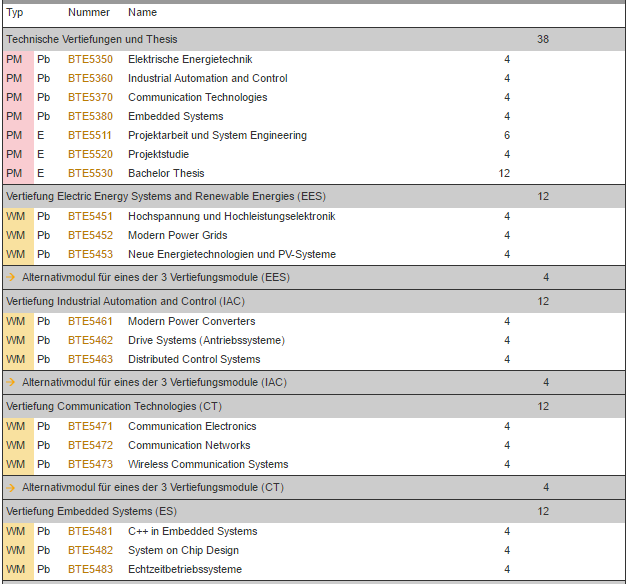 Typ Nummer Name
Technische Vertiefungen und Thesis 38
PM Pb BTE5350 Elektrische Energietechnik 4
PM Pb BTE5360 Industrial Automation and Control 4
PM Pb BTE5370 Communication Technologies 4
PM Pb BTE5380 Embedded Systems 4
PM E BTE5511 Projektarbeit und System Engineering 6
PM E BTE5520 Projektstudie 4
PM E BTE5530 Bachelor Thesis 12
Vertiefung Electric Energy Systems and Renewable Energies (EES) 12
WM Pb BTE5451 Hochspannung und Hochleistungselektronik 4
WM Pb BTE5452 Modern Power Grids 4
WM Pb BTE5453 Neue Energietechnologien und PV-Systeme 4
→ Alternativmodul für eines der 3 Vertiefungsmodule (EES) 4
Vertiefung Industrial Automation and Control (IAC) 12
WM Pb BTE5461 Modern Power Converters 4
WM Pb BTE5462 Drive Systems (Antriebssysteme) 4
WM Pb BTE5463 Distributed Control Systems 4
→ Alternativmodul für eines der 3 Vertiefungsmodule (IAC) 4
Vertiefung Communication Technologies (CT) 12
WM Pb BTE5471 Communication Electronics 4
WM Pb BTE5472 Communication Networks 4
WM Pb BTE5473 Wireless Communication Systems 4
→ Alternativmodul für eines der 3 Vertiefungsmodule (CT) 4
Vertiefung Embedded Systems (ES) 12
WM Pb BTE5481 C++ in Embedded Systems 4
WM Pb BTE5482 System on Chip Design 4
WM Pb BTE5483 Echtzeitbetriebssysteme 4